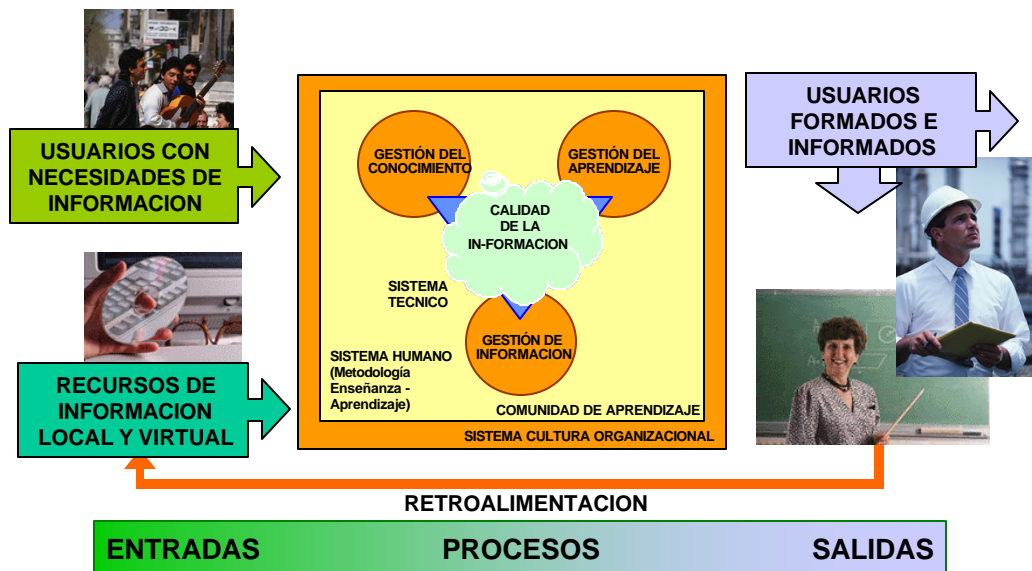 USUARIOS CON
NECESIDADES DE
INFORMACION
RECURSOS DE
INFORMACION
LOCAL Y VIRTUAL
GESTIÓN DEL
CONOCIMIENTO
GESTIÓN DEL
APRENDIZAJE
CALIDAD
DE LA
IN-FORMACION
SISTEMA
TECNICO
GESTIÓN DE
INFORMACION
SISTEMA HUMANO
(Metodología
Enseñanza -
Aprendizaje)
COMUNIDAD DE APRENDIZAJE
SISTEMA CULTURA ORGANIZACIONAL
USUARIOS
FORMADOS E
INFORMADOS
RETROALIMENTACION
ENTRADAS PROCESOS SALIDAS